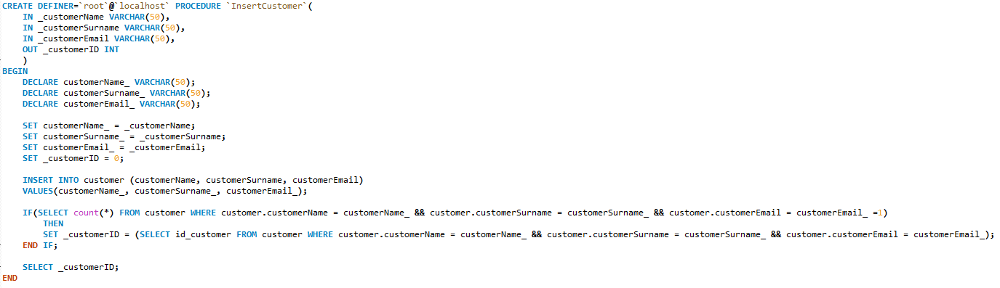 CREATE DEFINER=`root`@`localhost` PROCEDURE `InsertCustomer`(
    IN _customerName VARCHAR(50),
    IN _customerSurname VARCHAR(50),
    IN _customerEmail VARCHAR(50),
    OUT _customerID INT
    )
BEGIN
    DECLARE customerName_ VARCHAR(50);
    DECLARE customerSurname_ VARCHAR(50);
    DECLARE customerEmail_ VARCHAR(50);

    SET customerName_ = _customerName;
    SET customerSurname_ = _customerSurname;
    SET customerEmail_ = _customerEmail;
    SET _customerID = 0;

    INSERT INTO customer (customerName, customerSurname, customerEmail)
    VALUES(customerName_, customerSurname_, customerEmail_);

    IF(SELECT count(*) FROM customer WHERE customer.customerName = customerName_ && customer.customerSurname = customerSurname_ && customer.customerEmail = customerEmail_ =1)
        THEN
        SET _customerID = (SELECT id_customer FROM customer WHERE customer.customerName = customerName_ && customer.customerSurname = customerSurname_ && customer.customerEmail = customerEmail_);
    END IF;

    SELECT _customerID;
END